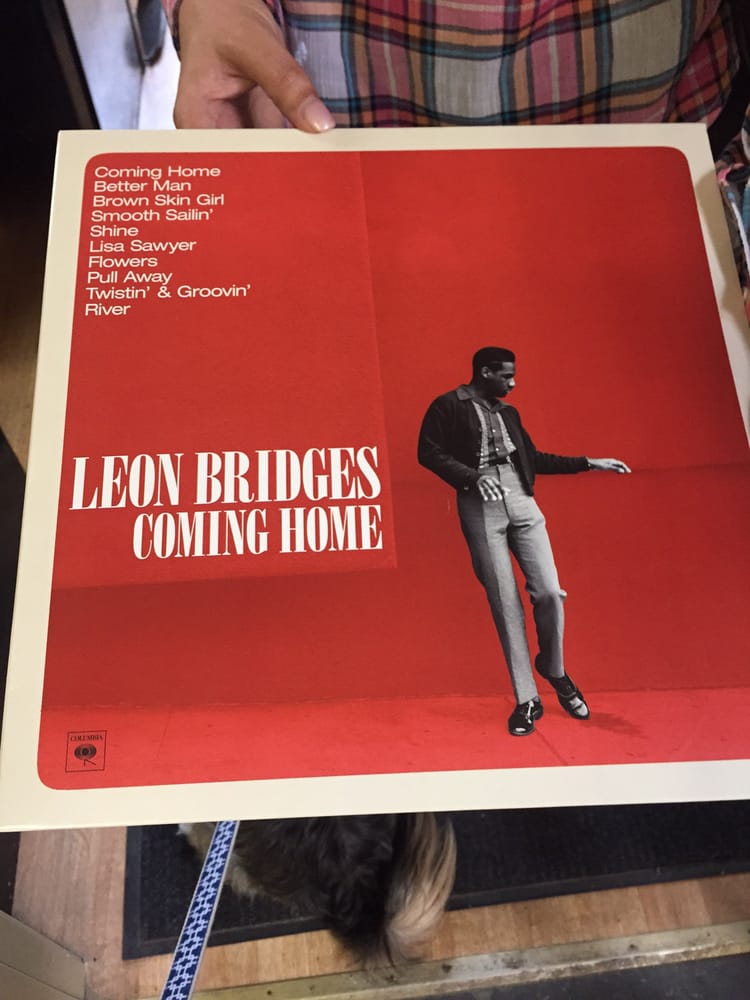 Coming Home
Better Man
Brown Skin Girl
Smooth Sailin'
Shine
Lisa Sawyer
Flowers
Pull Away
Twistin' & Groovin'
River
LEON BRIDGES
COMING HOME
COLUMBIA